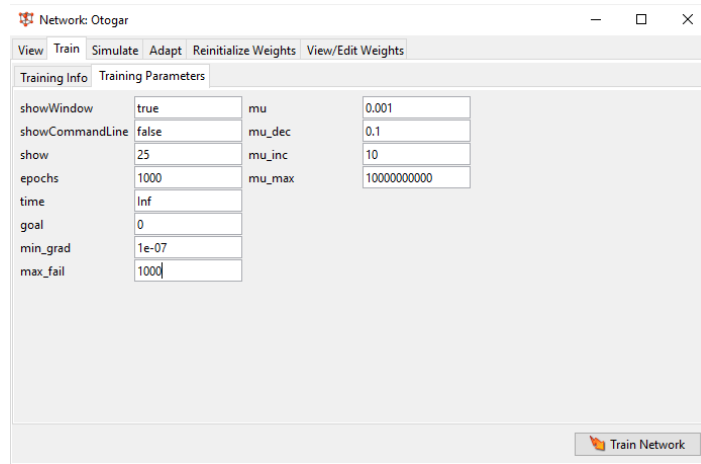 Network: Otogar
View Train Simulate Adapt Reinitialize Weights View/Edit Weights
Training Info Training Parameters
showWindow true mu 0.001
showCommandLine false mu_dec 0.1
show 25 mu_inc 10
epochs 1000 mu_max 10000000000
time Inf
goal 0
min_grad 1e-07
max_fail 1000
Train Network